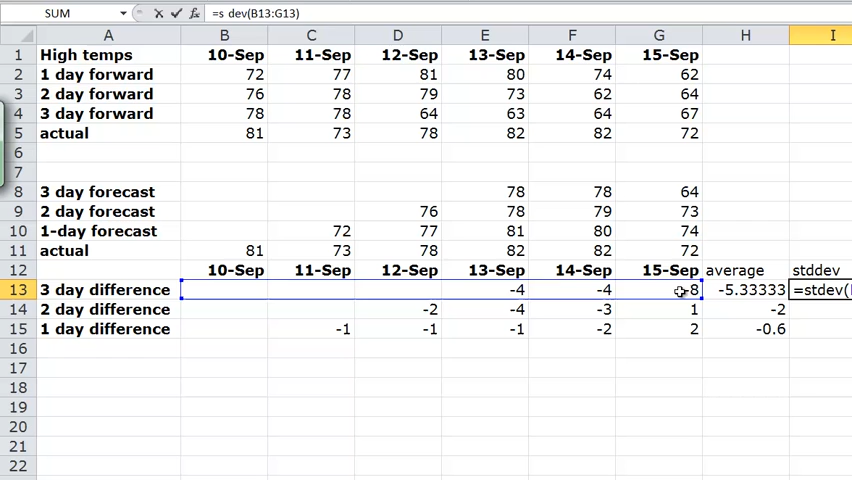 SUM =s dev(B13:G13)
A B C D E F G H I
1 High temps 10-Sep 11-Sep 12-Sep 13-Sep 14-Sep 15-Sep
2 1 day forward 72 77 81 80 74 62
3 2 day forward 76 78 79 73 62 64
4 3 day forward 78 78 64 63 64 67
5 actual 81 73 78 82 82 72
6
7
8 3 day forecast 78 78 64
9 2 day forecast 76 78 79 73
10 1-day forecast 72 77 81 80 74
11 actual 81 73 78 82 82 72
12 10-Sep 11-Sep 12-Sep 13-Sep 14-Sep 15-Sep average stddev
13 3 day difference -4 -4 -8 -5.33333 =stdev(
14 2 day difference -2 -4 -3 1 -2
15 1 day difference -1 -1 -1 -2 2 -0.6
16
17
18
19
20
21
22